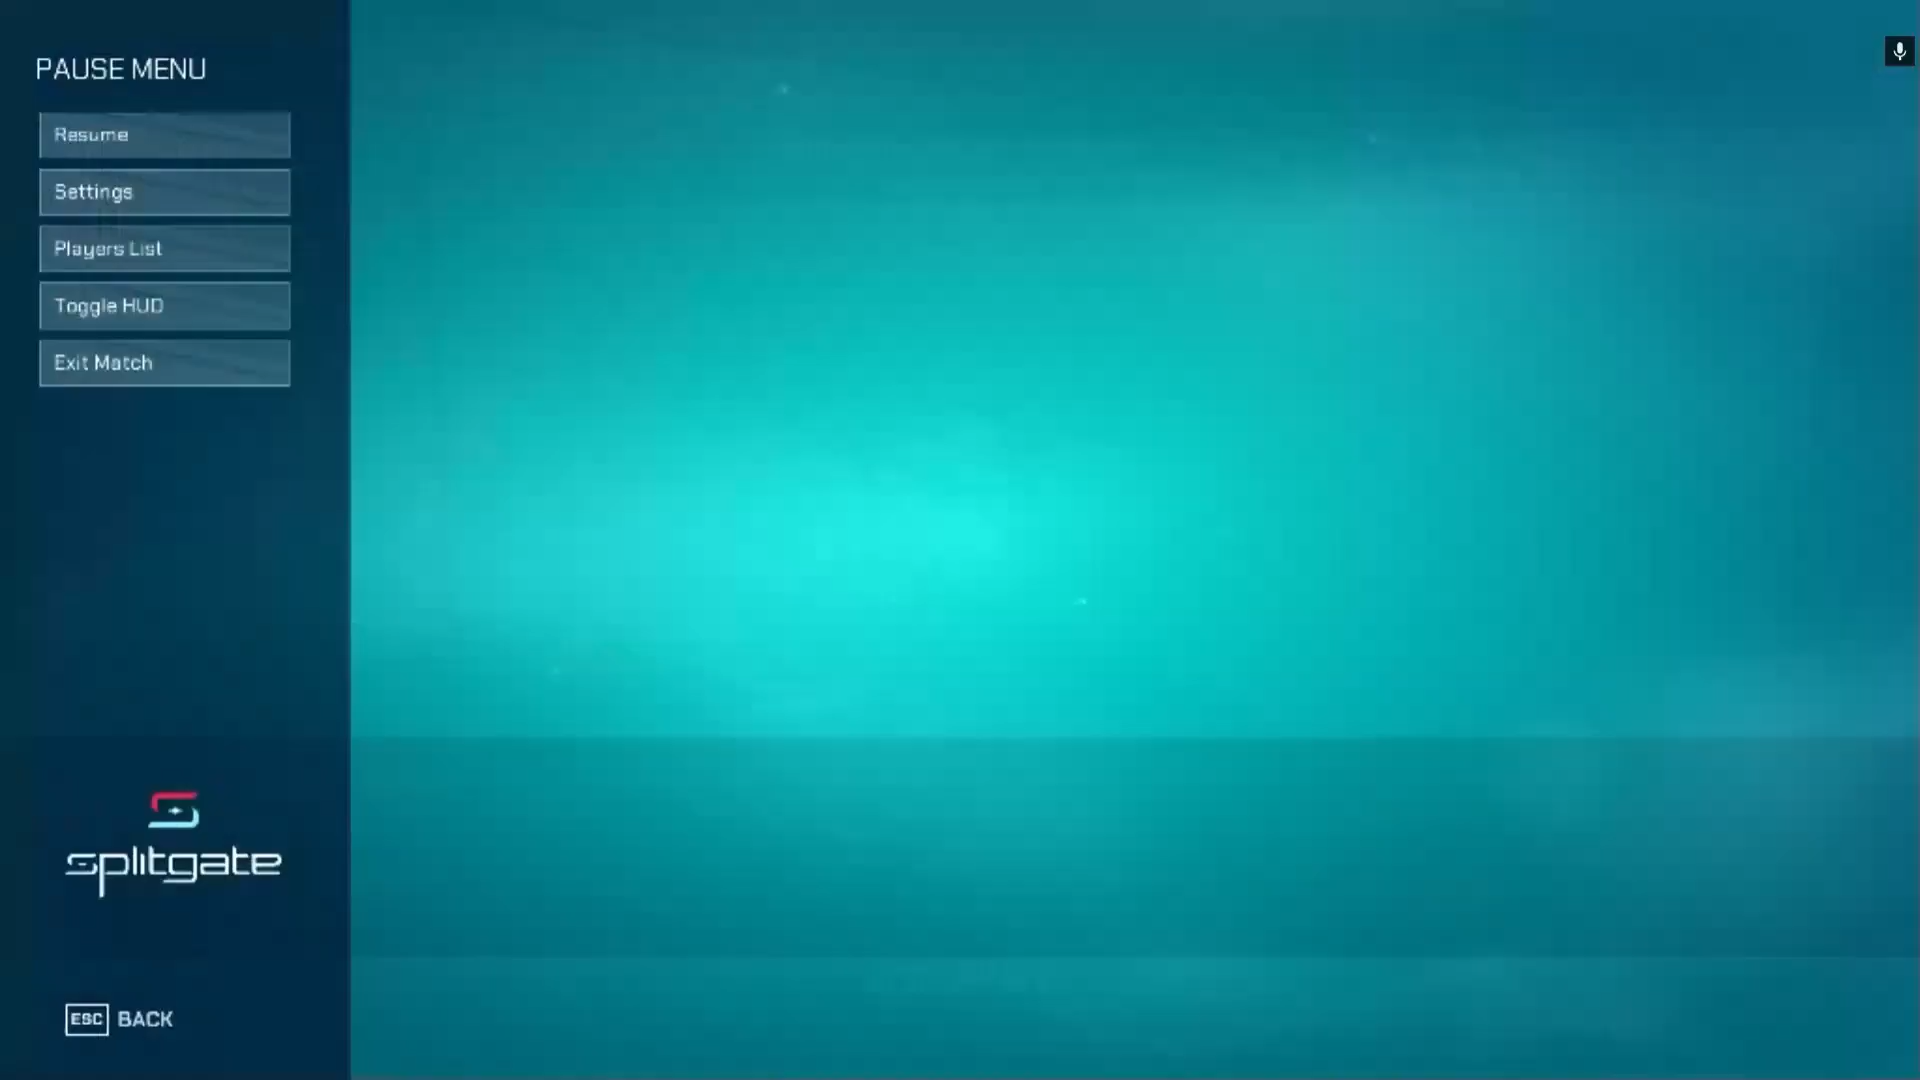 PAUSE MENU
Resume
Settings
Players List
Toggle HUD
Exit Match
splitgate
ESC BACK